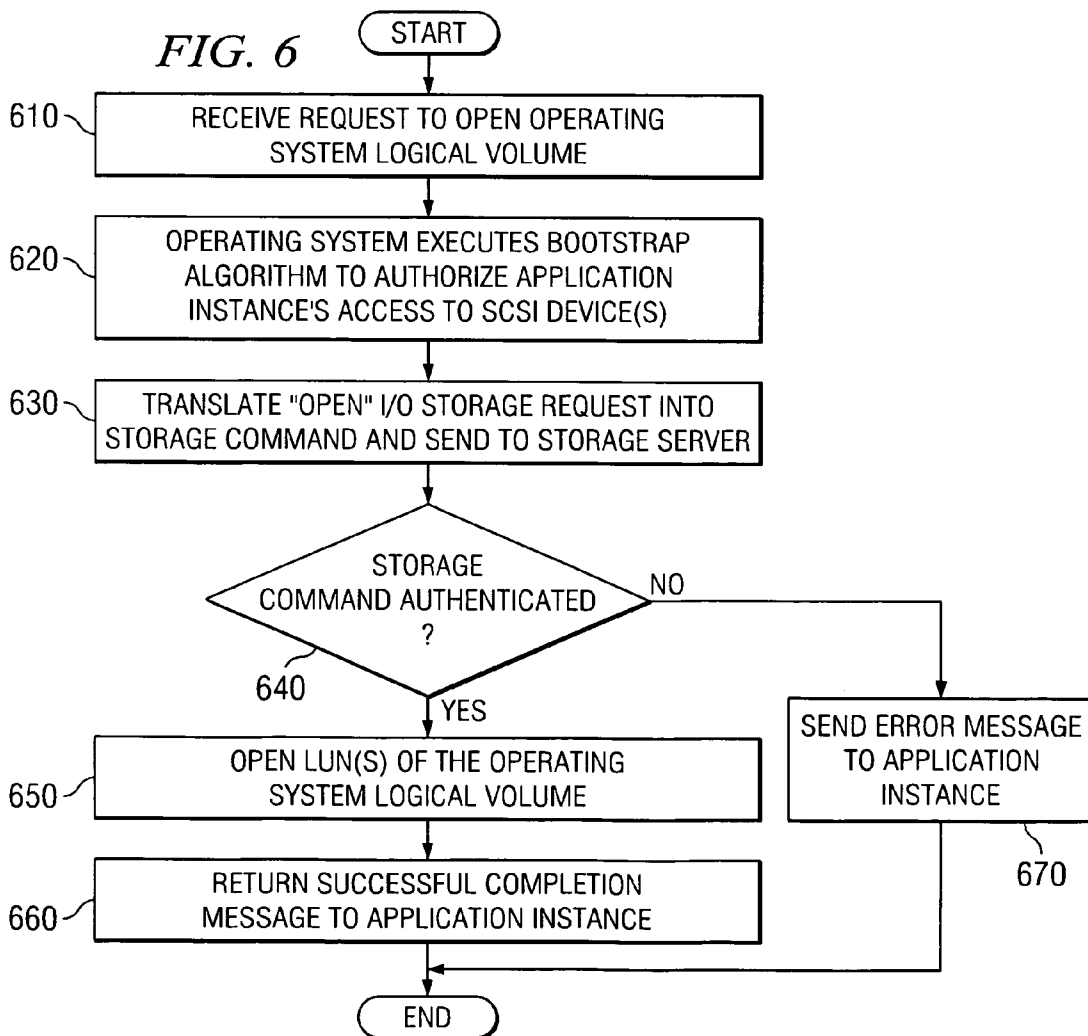 FIG. 6
START
610
RECEIVE REQUEST TO OPEN OPERATING
SYSTEM LOGICAL VOLUME
620
OPERATING SYSTEM EXECUTES BOOTSTRAP
ALGORITHM TO AUTHORIZE APPLICATION
INSTANCE'S ACCESS TO SCSI DEVICE(S)
630
TRANSLATE "OPEN" I/O STORAGE REQUEST INTO
STORAGE COMMAND AND SEND TO STORAGE SERVER
STORAGE
COMMAND AUTHENTICATED
?
NO
640
YES
650
OPEN LUN(S) OF THE OPERATING
SYSTEM LOGICAL VOLUME
SEND ERROR MESSAGE
TO APPLICATION
INSTANCE
670
660
RETURN SUCCESSFUL COMPLETION
MESSAGE TO APPLICATION INSTANCE
END